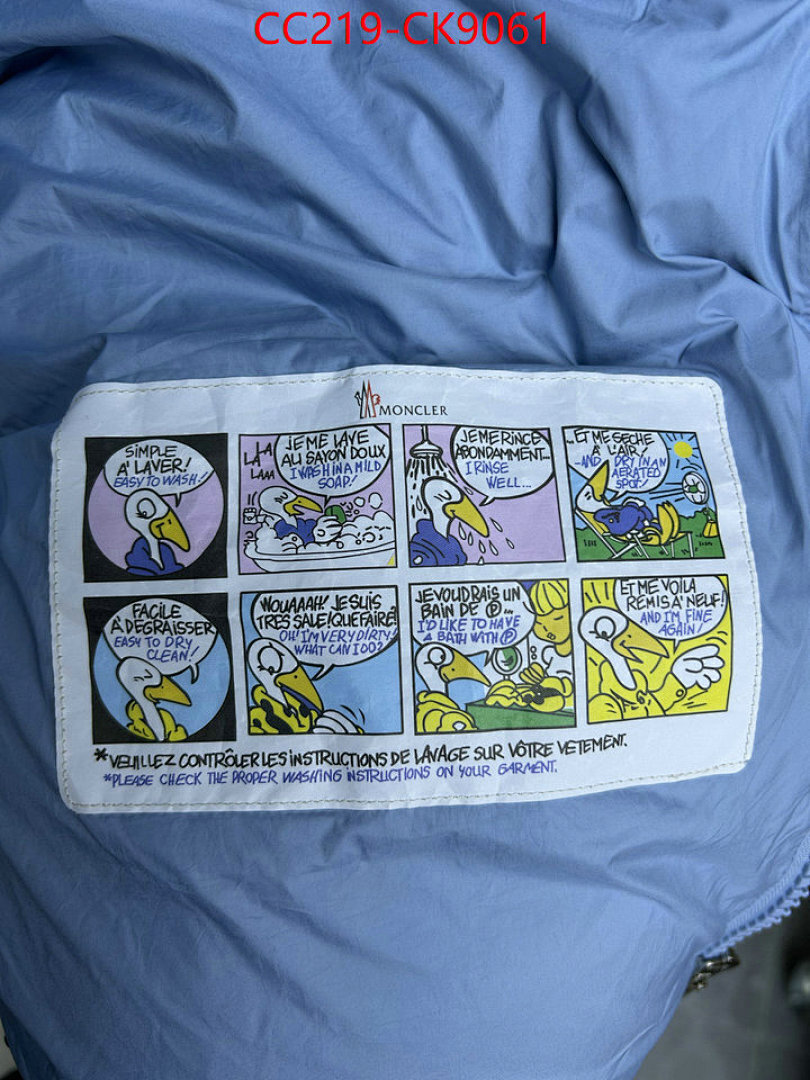 CC219-CK9061
MONCLER
SIMPLE
A' LAVER!
EASY TO WASH!
LA A A
LAAA
JE ME LAVE
AU SAVON DOUX
I WASH IN A MILD
SOAP!
JE ME RINCE
ABONDAMMENT...
I RINSE
WELL...
...ET ME SECHE
A' L'AIR!
...AND DRY IN AN
AERATED
SPOT!
FACILE
A' DEGRAISSER
EASY TO DRY
CLEAN!
WOUAAAH! JE SUIS
TRES SALE! QUE FAIRE?
OH! I'M VERY DIRTY!
WHAT CAN I DO?
JE VOUDRAIS UN
BAIN DE Ⓟ...
I'D LIKE TO HAVE
A BATH WITH Ⓟ
ET ME VOILA
REMIS A' NEUF!
AND I'M FINE
AGAIN!
*VEUILLEZ CONTRÔLER LES INSTRUCTIONS DE LAVAGE SUR VÔTRE VETEMENT.
*PLEASE CHECK THE PROPER WASHING INSTRUCTIONS ON YOUR GARMENT.